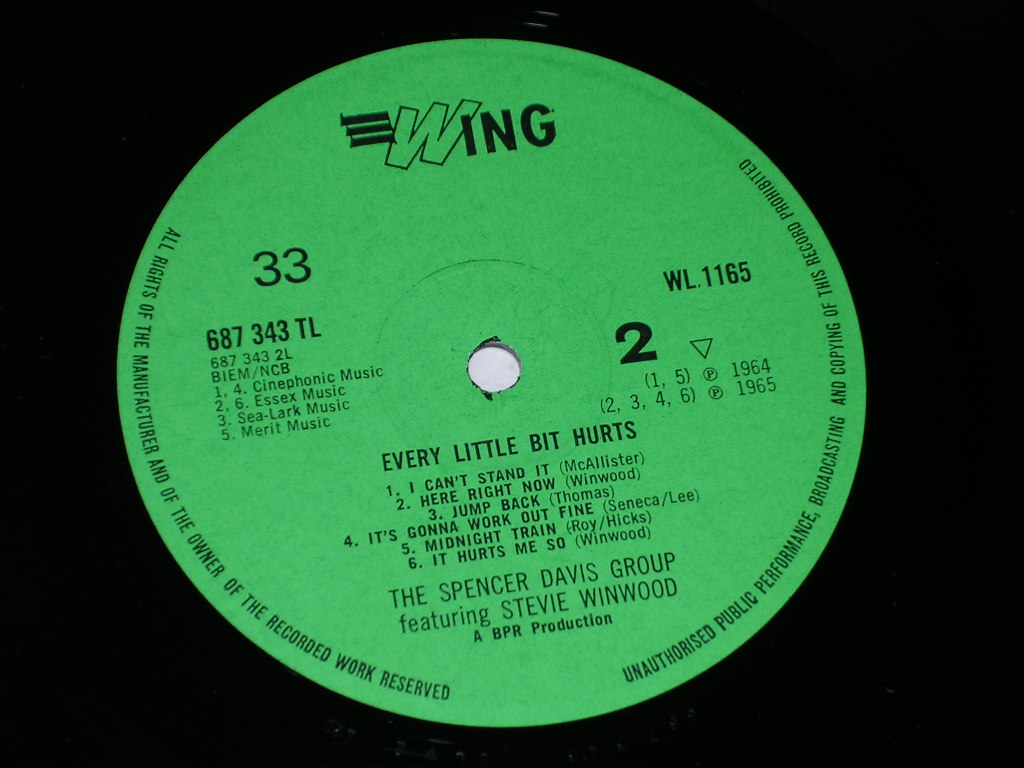 WING
33
WL.1165
687 343 TL
687 343 2L
BIEM/NCB
1, 4. Cinephonic Music
2, 6. Essex Music
3. Sea-Lark Music
5. Merit Music
2 ▽
(1, 5) ℗ 1964
(2, 3, 4, 6) ℗ 1965
EVERY LITTLE BIT HURTS
1. I CAN'T STAND IT (McAllister)
2. HERE RIGHT NOW (Winwood)
3. JUMP BACK (Thomas)
4. IT'S GONNA WORK OUT FINE (Seneca/Lee)
5. MIDNIGHT TRAIN (Roy/Hicks)
6. IT HURTS ME SO (Winwood)
THE SPENCER DAVIS GROUP
featuring STEVIE WINWOOD
A BPR Production
ALL RIGHTS OF THE MANUFACTURER AND OF THE OWNER OF THE RECORDED WORK RESERVED
UNAUTHORISED PUBLIC PERFORMANCE, BROADCASTING AND COPYING OF THIS RECORD PROHIBITED